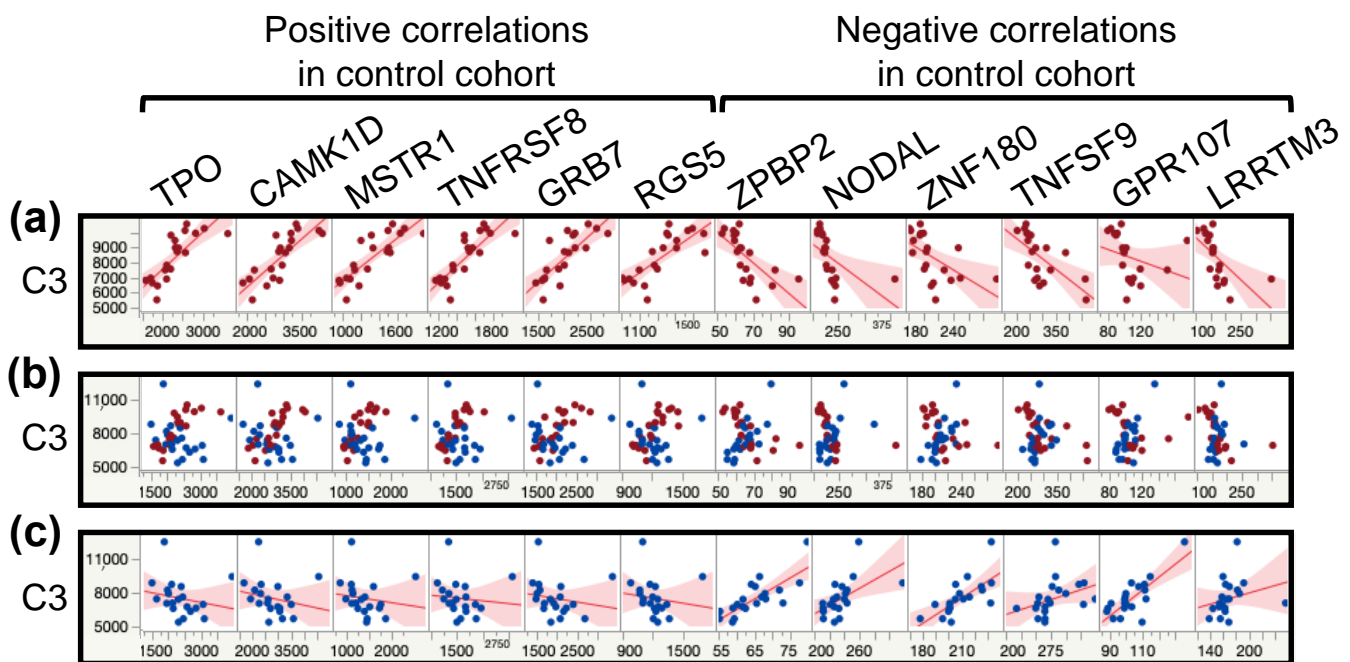 Positive correlations
in control cohort
Negative correlations
in control cohort
TPO CAMK1D MSTR1 TNFRSF8 GRB7 RGS5 ZPBP2 NODAL ZNF180 TNFSF9 GPR107 LRRTM3
(a)
C3
9000
8000
7000
6000
5000
2000 3000 2000 3500 1000 1600 1200 1800 1500 2500 1100 1500 50 70 90 250 375 180 240 200 350 80 120 100 250
(b)
C3
11000
8000
5000
1500 3000 2000 3500 1000 2000 1500 2750 1500 2500 900 1500 50 70 90 250 375 180 240 200 350 80 120 100 250
(c)
C3
11000
8000
5000
1500 3000 2000 3500 1000 2000 1500 2750 1500 2500 900 1500 55 65 75 200 260 180 210 200 275 90 110 140 200